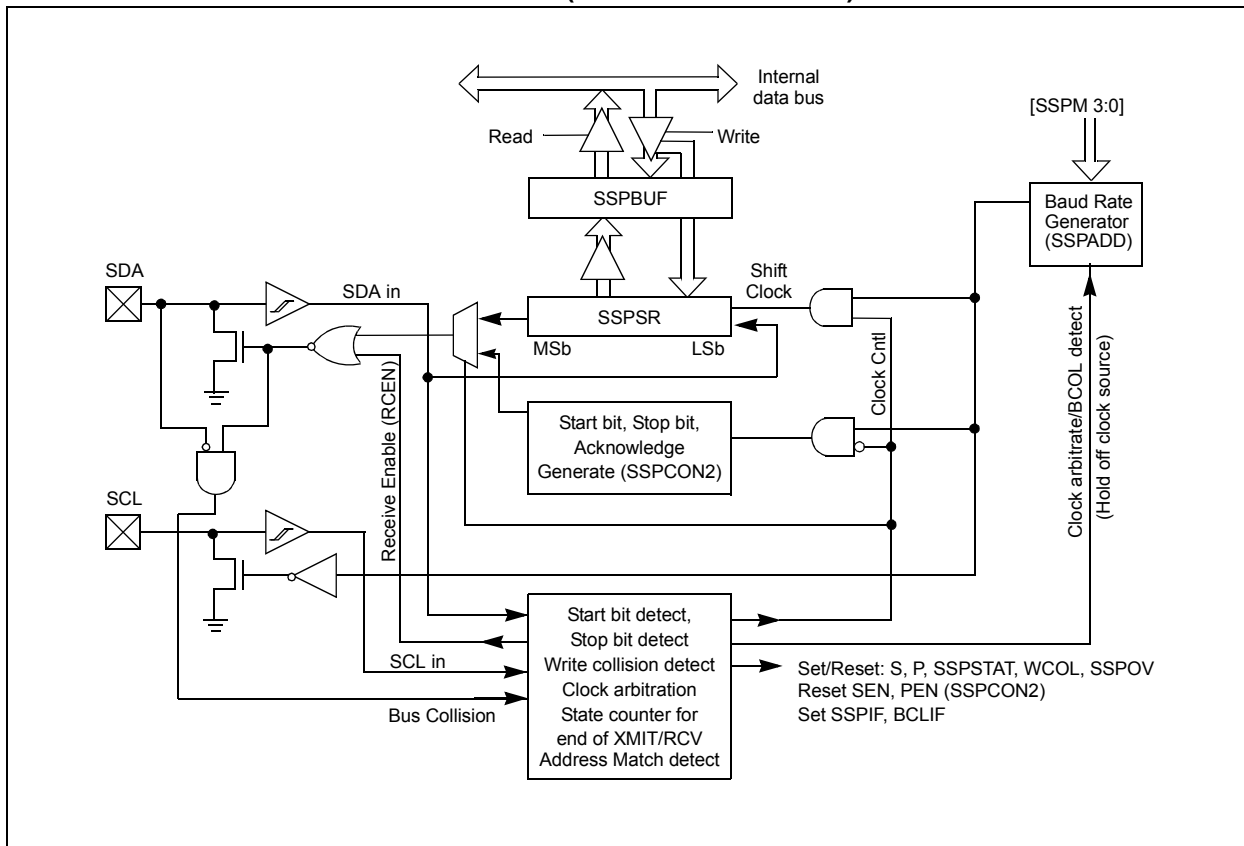 Internal
data bus
[SSPM 3:0]
Read
Write
SSPBUF
Baud Rate
Generator
(SSPADD)
SDA
SDA in
Shift
Clock
SSPSR
MSb
LSb
Receive Enable (RCEN)
Clock Cntl
Clock arbitrate/BCOL detect
(Hold off clock source)
Start bit, Stop bit,
Acknowledge
Generate (SSPCON2)
SCL
SCL in
Bus Collision
Start bit detect,
Stop bit detect
Write collision detect
Clock arbitration
State counter for
end of XMIT/RCV
Address Match detect
Set/Reset: S, P, SSPSTAT, WCOL, SSPOV
Reset SEN, PEN (SSPCON2)
Set SSPIF, BCLIF